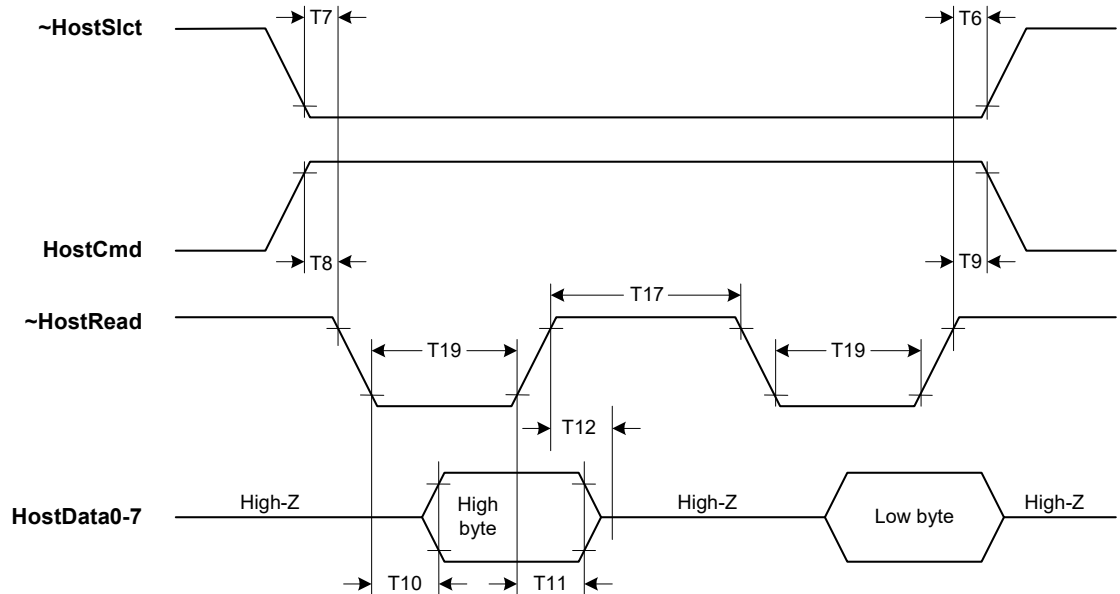 T7
T6
~HostSlct
HostCmd
T8
T9
T17
~HostRead
T19
T19
T12
High-Z
High
byte
High-Z
Low byte
High-Z
HostData0-7
T10
T11